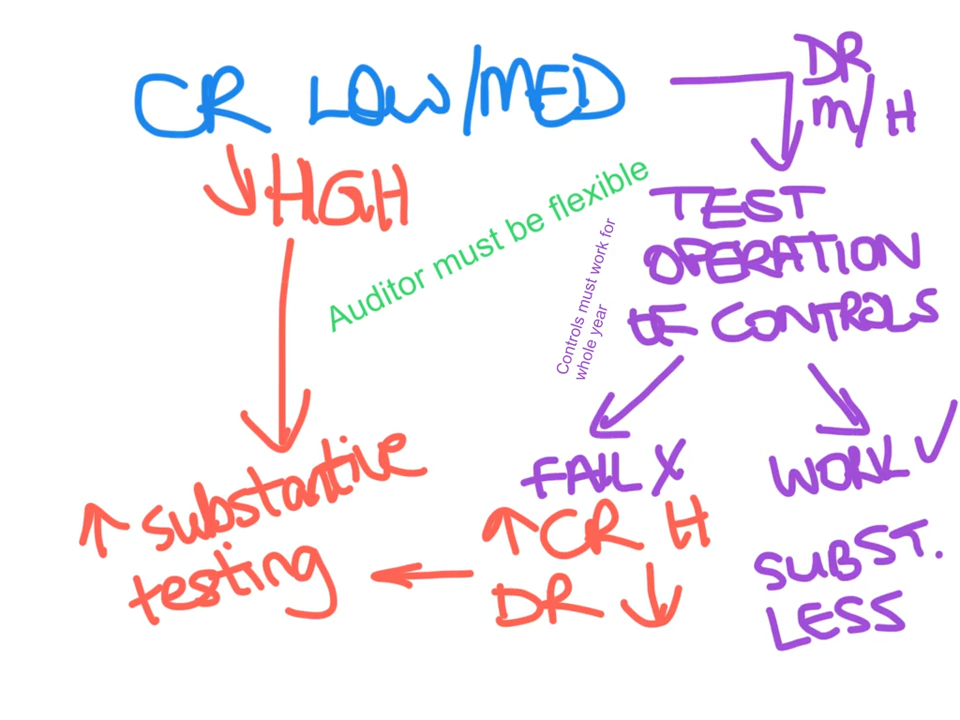 CR LOW/MED
DR
M/H
↓ HGH
Auditor must be flexible
TEST
OPERATION
OF CONTROLS
Controls must work for
whole year
FAIL X
WORK ✓
↑ CR H
DR ↓
↑ substantive
testing
SUBST.
LESS